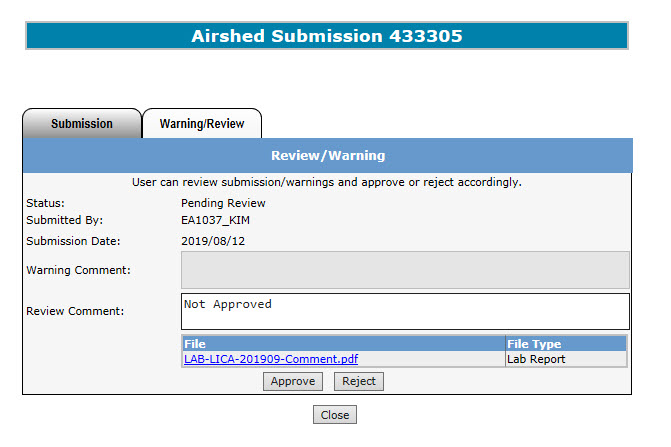 Airshed Submission 433305
Submission Warning/Review
Review/Warning
User can review submission/warnings and approve or reject accordingly.
Status: Pending Review
Submitted By: EA1037_KIM
Submission Date: 2019/08/12
Warning Comment:
Review Comment: Not Approved
File File Type
LAB-LICA-201909-Comment.pdf Lab Report
Approve Reject
Close